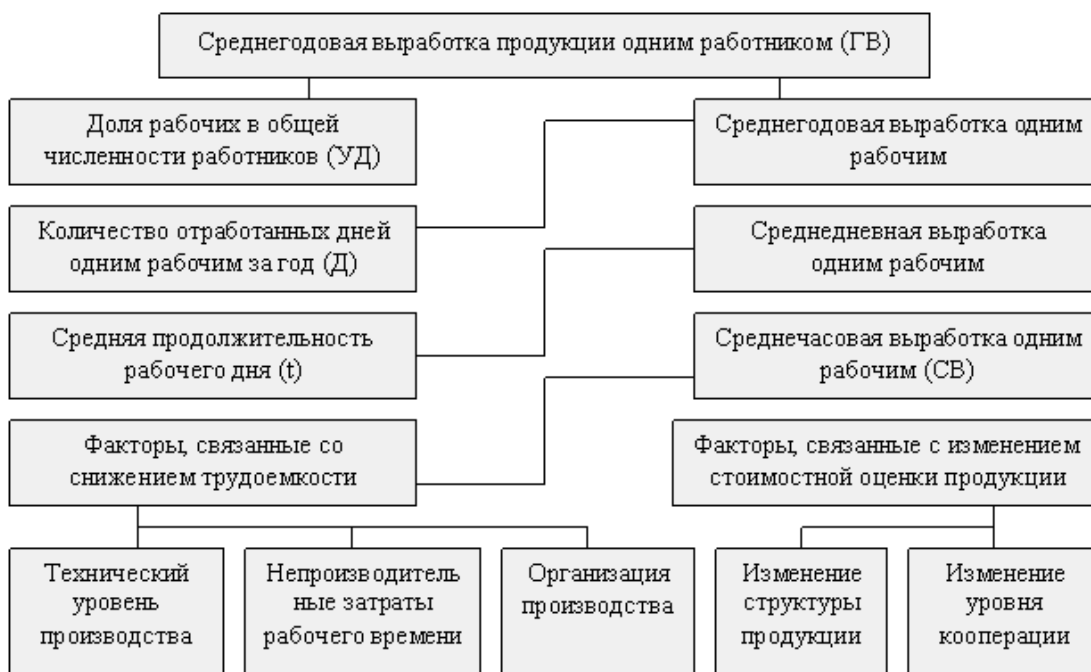 Среднегодовая выработка продукции одним работником (ГВ)
Доля рабочих в общей
численности работников (УД)
Среднегодовая выработка одним
рабочим
Количество отработанных дней
одним рабочим за год (Д)
Среднедневная выработка
одним рабочим
Средняя продолжительность
рабочего дня (t)
Среднечасовая выработка одним
рабочим (СВ)
Факторы, связанные со
снижением трудоемкости
Факторы, связанные с изменением
стоимостной оценки продукции
Технический
уровень
производства
Непроизводитель
ные затраты
рабочего времени
Организация
производства
Изменение
структуры
продукции
Изменение
уровня
кооперации